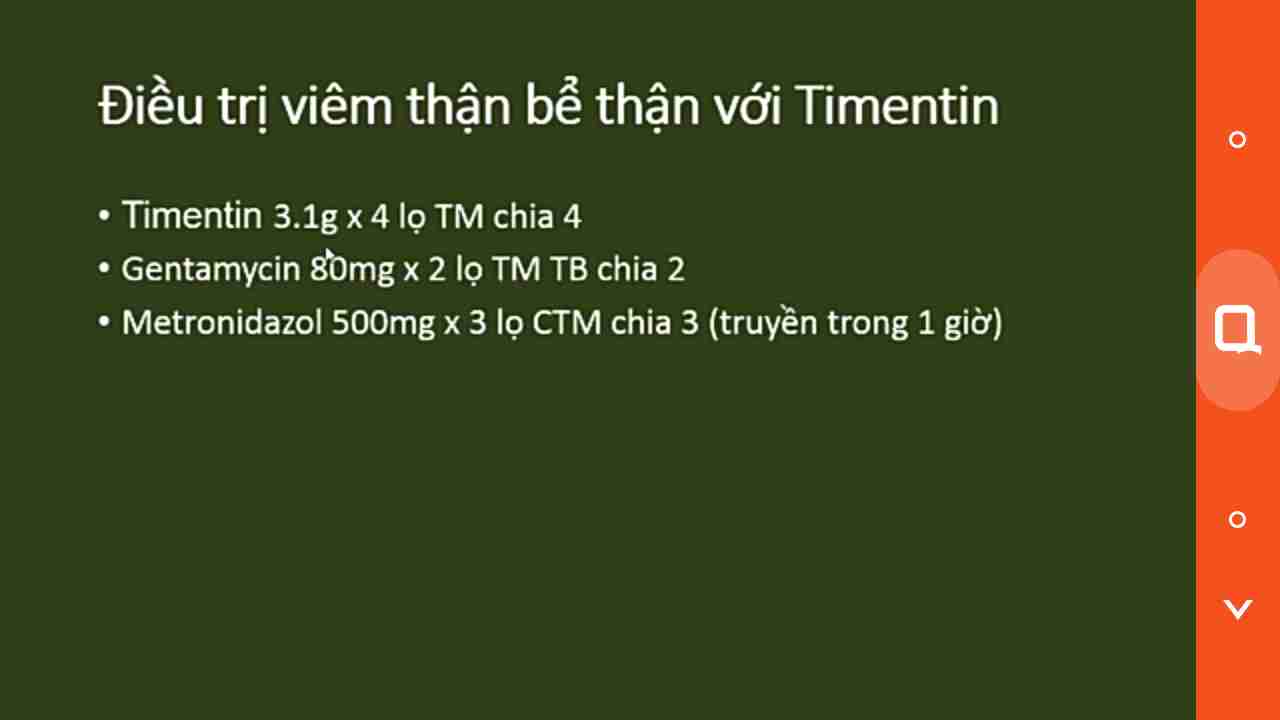 Điều trị viêm thận bể thận với Timentin
• Timentin 3.1g x 4 lọ TM chia 4
• Gentamycin 80mg x 2 lọ TM TB chia 2
• Metronidazol 500mg x 3 lọ CTM chia 3 (truyền trong 1 giờ)